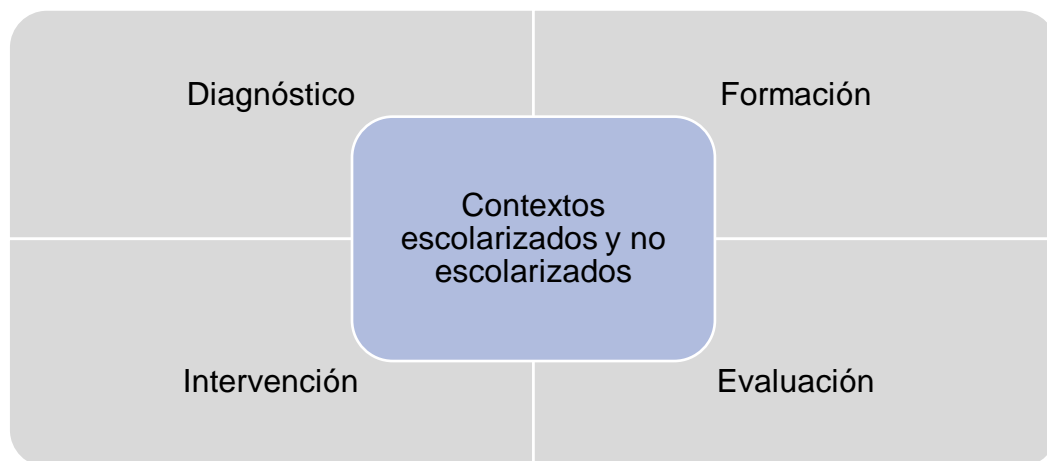 Diagnóstico
Formación
Contextos
escolarizados y no
escolarizados
Intervención
Evaluación